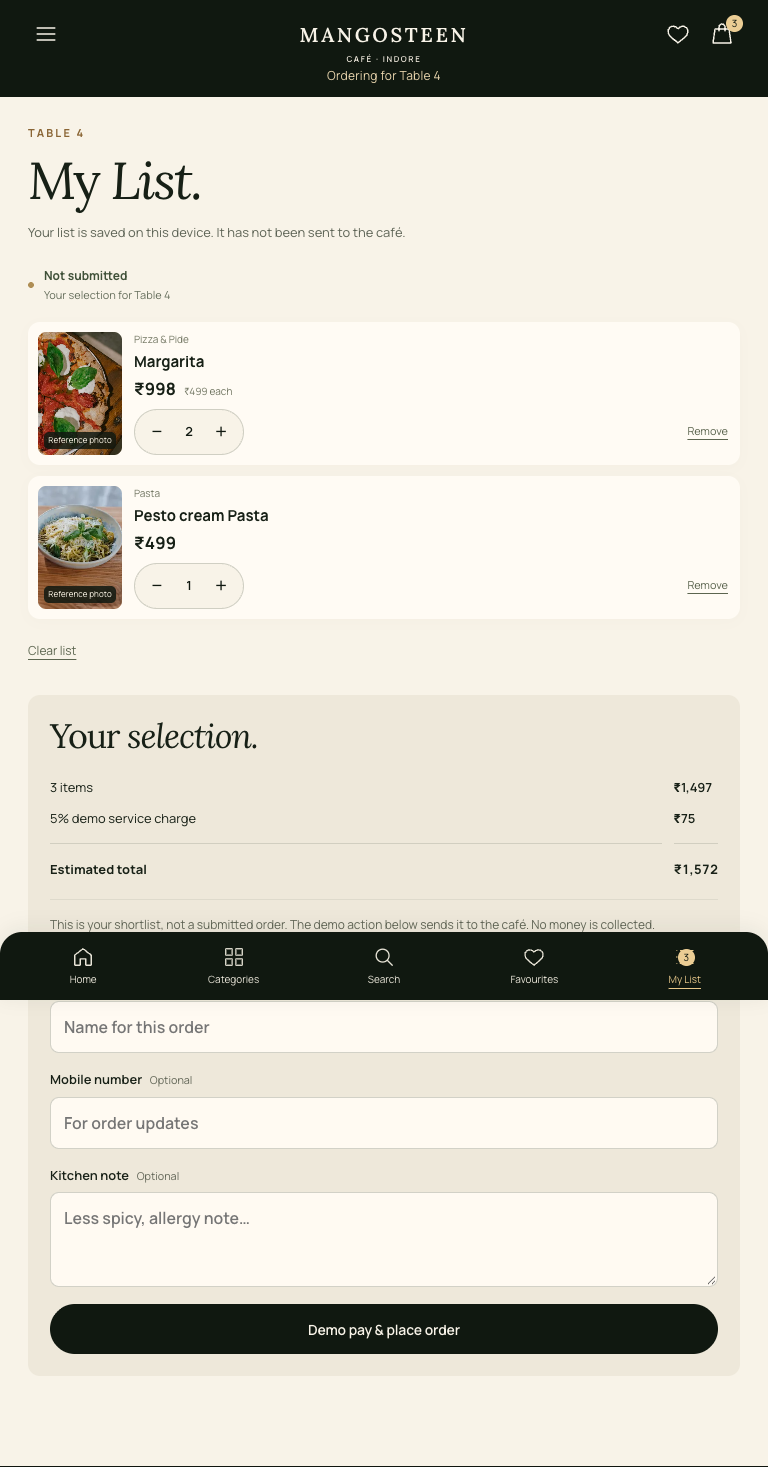 3
MANGOSTEEN
CAFÉ · INDORE
Ordering for Table 4
TABLE 4
My List.
Your list is saved on this device. It has not been sent to the café.
Not submitted
Your selection for Table 4
Pizza & Pide
Margarita
₹998 ₹499 each
− 2 + Remove
Reference photo
Pasta
Pesto cream Pasta
₹499
− 1 + Remove
Reference photo
Clear list
Your selection.
3 items ₹1,497
5% demo service charge ₹75
Estimated total ₹1,572
This is your shortlist, not a submitted order. The demo action below sends it to the café. No money is collected.
3
Home Categories Search Favourites My List
Name for this order
Mobile number Optional
For order updates
Kitchen note Optional
Less spicy, allergy note…
Demo pay & place order